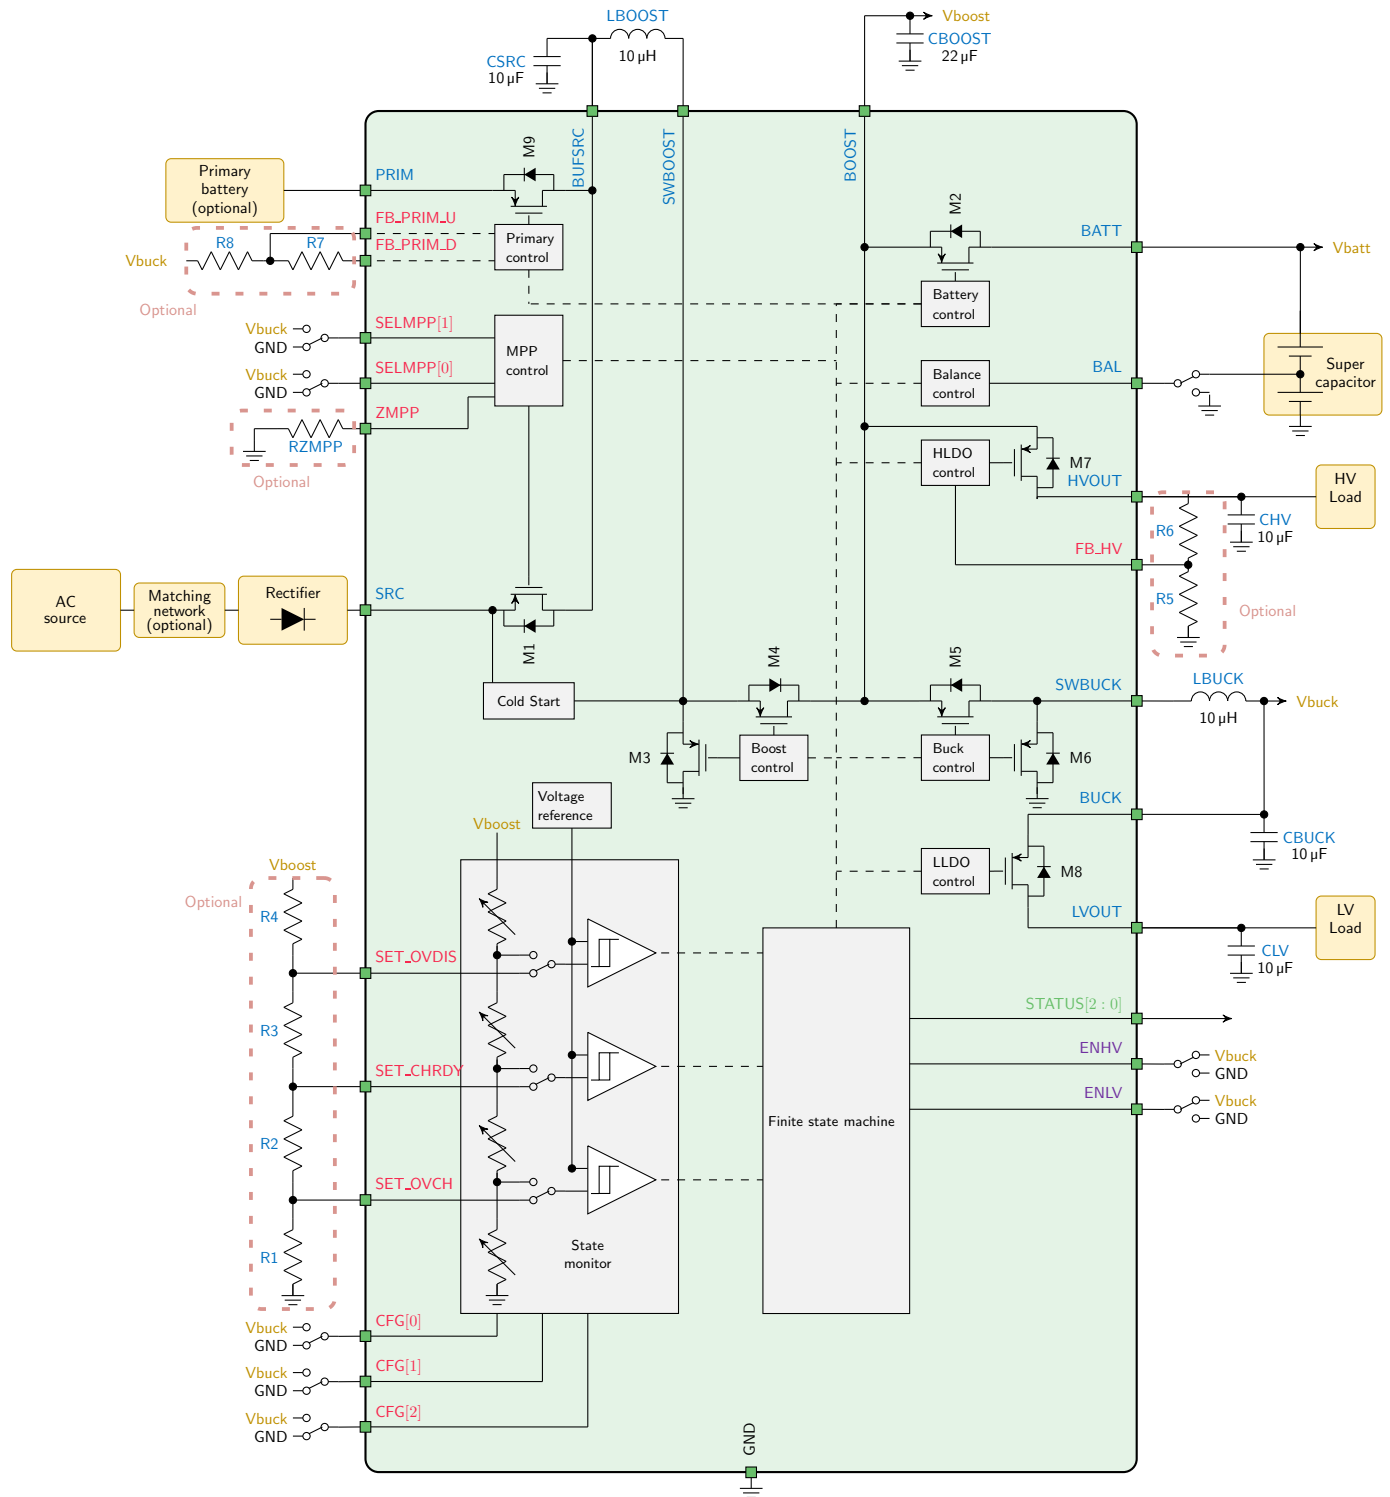 LBOOST
10 µH
CSRC
10 µF
Vboost
CBOOST
22 µF
BUFSRC
SWBOOST
BOOST
M9
Primary
battery
(optional)
PRIM
FB_PRIM_U
FB_PRIM_D
Primary
control
R8
R7
Vbuck
Optional
M2
BATT
Vbatt
Battery
control
Vbuck
GND
SELMPP[1]
MPP
control
Vbuck
GND
SELMPP[0]
ZMPP
RZMPP
Optional
Balance
control
BAL
Super
capacitor
HLDO
control
M7
HVOUT
HV
Load
CHV
10 µF
R6
FB_HV
R5
Optional
AC
source
Matching
network
(optional)
Rectifier
SRC
M1
Cold Start
M4
M5
SWBUCK
LBUCK
10 µH
Vbuck
M3
Boost
control
Buck
control
M6
BUCK
CBUCK
10 µF
Voltage
reference
Vboost
LLDO
control
M8
LVOUT
LV
Load
CLV
10 µF
Vboost
Optional
R4
SET_OVDIS
R3
SET_CHRDY
R2
SET_OVCH
R1
State
monitor
Finite state machine
STATUS[2 : 0]
ENHV
Vbuck
GND
ENLV
Vbuck
GND
CFG[0]
Vbuck
GND
CFG[1]
Vbuck
GND
CFG[2]
Vbuck
GND
GND